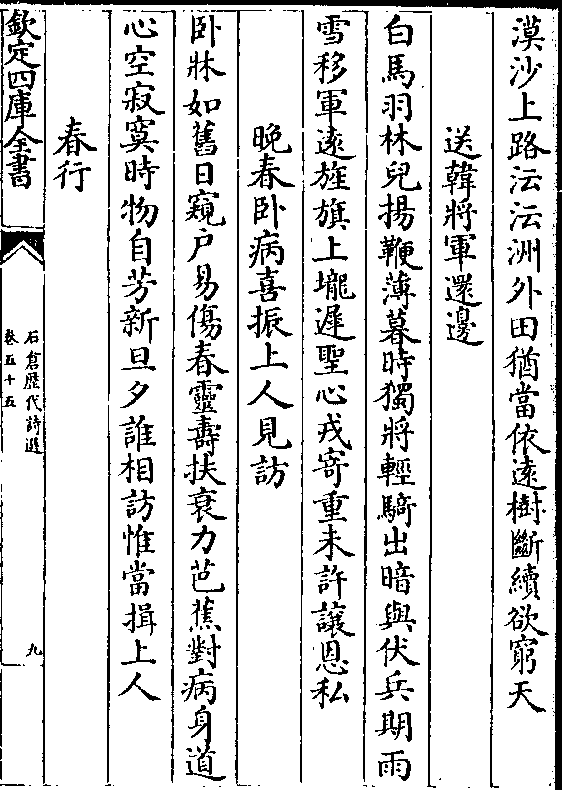 漠沙上路沄沄洲外田猶當依遠樹斷續欲窮天
送韓將軍還邊
白馬羽林兒揚鞭薄暮時獨將輕騎出暗與伏兵期雨
雪移軍遠旌旗上壠遲聖心戎寄重未許讓恩私
晩春卧病喜振上人見訪
卧牀如舊日窺户易傷春靈壽扶衰力芭蕉對病身道
心空寂寞時物自芳新旦夕誰相訪惟當揖上人
春行
欽定四庫全書
石倉歴代詩選
卷五十五
九